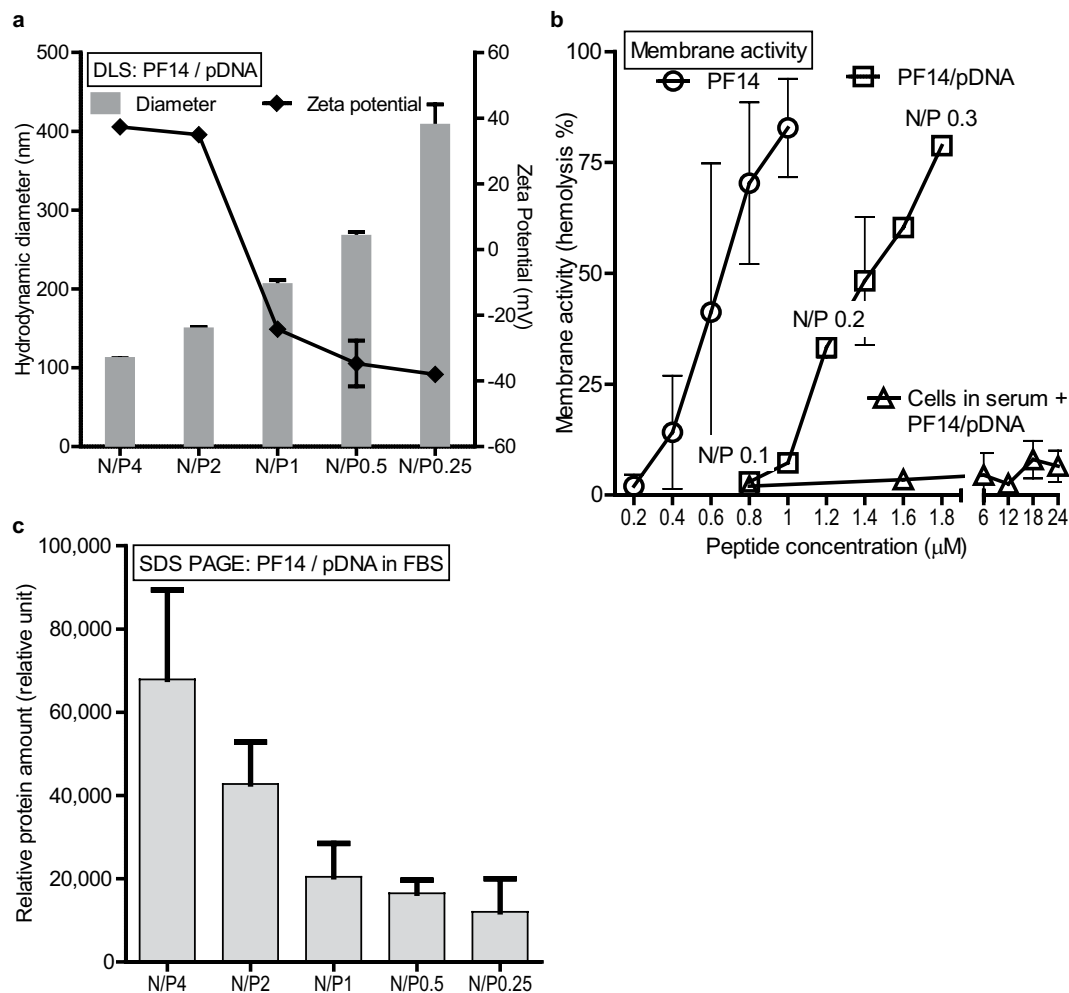 a
DLS: PF14 / pDNA
Diameter
Zeta potential
Hydrodynamic diameter (nm)
500
400
300
200
100
0
Zeta Potential (mV)
60
40
20
0
-20
-40
-60
N/P4 N/P2 N/P1 N/P0.5 N/P0.25
b
Membrane activity
PF14
PF14/pDNA
N/P 0.3
N/P 0.2
N/P 0.1
Cells in serum +
PF14/pDNA
Membrane activity (hemolysis %)
100
75
50
25
0
0.2 0.4 0.6 0.8 1 1.2 1.4 1.6 1.8 6 12 18 24
Peptide concentration (μM)
c
SDS PAGE: PF14 / pDNA in FBS
Relative protein amount (relative unit)
100,000
80,000
60,000
40,000
20,000
0
N/P4 N/P2 N/P1 N/P0.5 N/P0.25